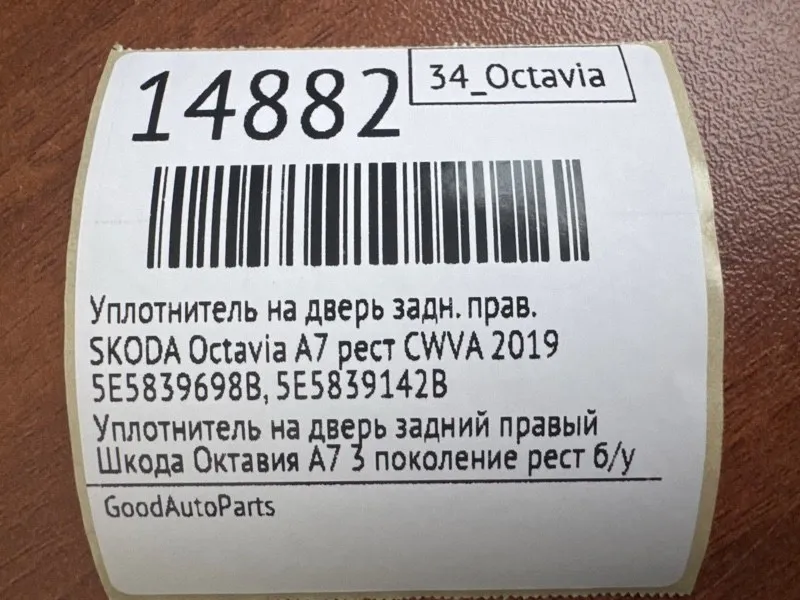 14882
34_Octavia
Уплотнитель на дверь задн. прав.
SKODA Octavia A7 рест CWVA 2019
5E5839698B, 5E5839142B
Уплотнитель на дверь задний правый
Шкода Октавия А7 3 поколение рест б/у
GoodAutoParts